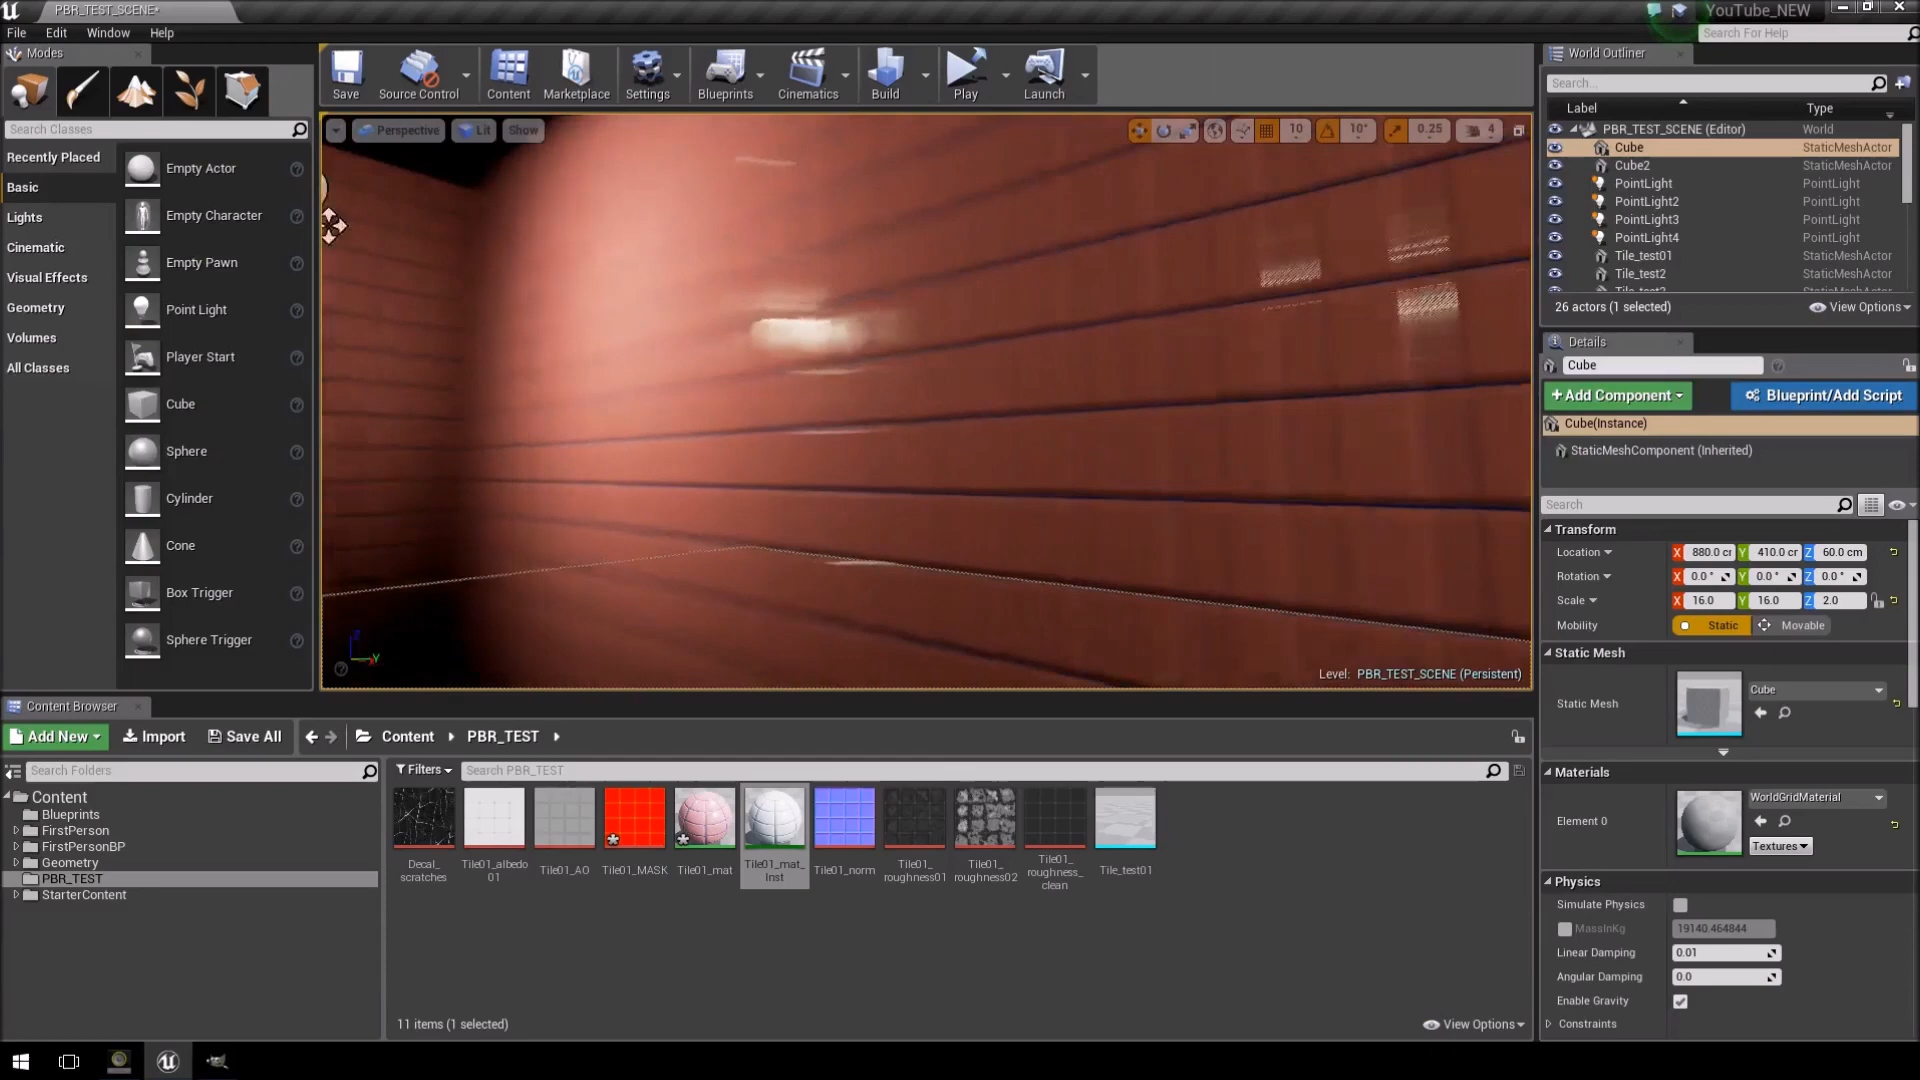 PBR_TEST_SCENE*
YouTube_NEW
File Edit Window Help
Search For Help
Modes
Search Classes
Recently Placed
Basic
Lights
Cinematic
Visual Effects
Geometry
Volumes
All Classes
Empty Actor
Empty Character
Empty Pawn
Point Light
Player Start
Cube
Sphere
Cylinder
Cone
Box Trigger
Sphere Trigger
Save
Source Control
Content
Marketplace
Settings
Blueprints
Cinematics
Build
Play
Launch
Perspective Lit Show
10 10° 0.25 4
Z
Y
Level: PBR_TEST_SCENE (Persistent)
World Outliner
Search...
Label Type
PBR_TEST_SCENE (Editor) World
Cube StaticMeshActor
Cube2 StaticMeshActor
PointLight PointLight
PointLight2 PointLight
PointLight3 PointLight
PointLight4 PointLight
Tile_test01 StaticMeshActor
Tile_test2 StaticMeshActor
26 actors (1 selected) View Options
Details
Cube
+Add Component Blueprint/Add Script
Cube(Instance)
StaticMeshComponent (Inherited)
Search
Transform
Location X 880.0 cr Y 410.0 cr Z 60.0 cm
Rotation X 0.0 ° Y 0.0 ° Z 0.0 °
Scale X 16.0 Y 16.0 Z 2.0
Mobility Static Movable
Static Mesh
Static Mesh Cube
Materials
Element 0 WorldGridMaterial
Textures
Physics
Simulate Physics
MassInKg 19140.464844
Linear Damping 0.01
Angular Damping 0.0
Enable Gravity
Constraints
Content Browser
Add New Import Save All Content PBR_TEST
Search Folders
Content
Blueprints
FirstPerson
FirstPersonBP
Geometry
PBR_TEST
StarterContent
Filters Search PBR_TEST
Decal_
scratches
Tile01_albedo
01
Tile01_AO
Tile01_MASK
Tile01_mat
Tile01_mat_
Inst
Tile01_norm
Tile01_
roughness01
Tile01_
roughness02
Tile01_
roughness_
clean
Tile_test01
11 items (1 selected) View Options